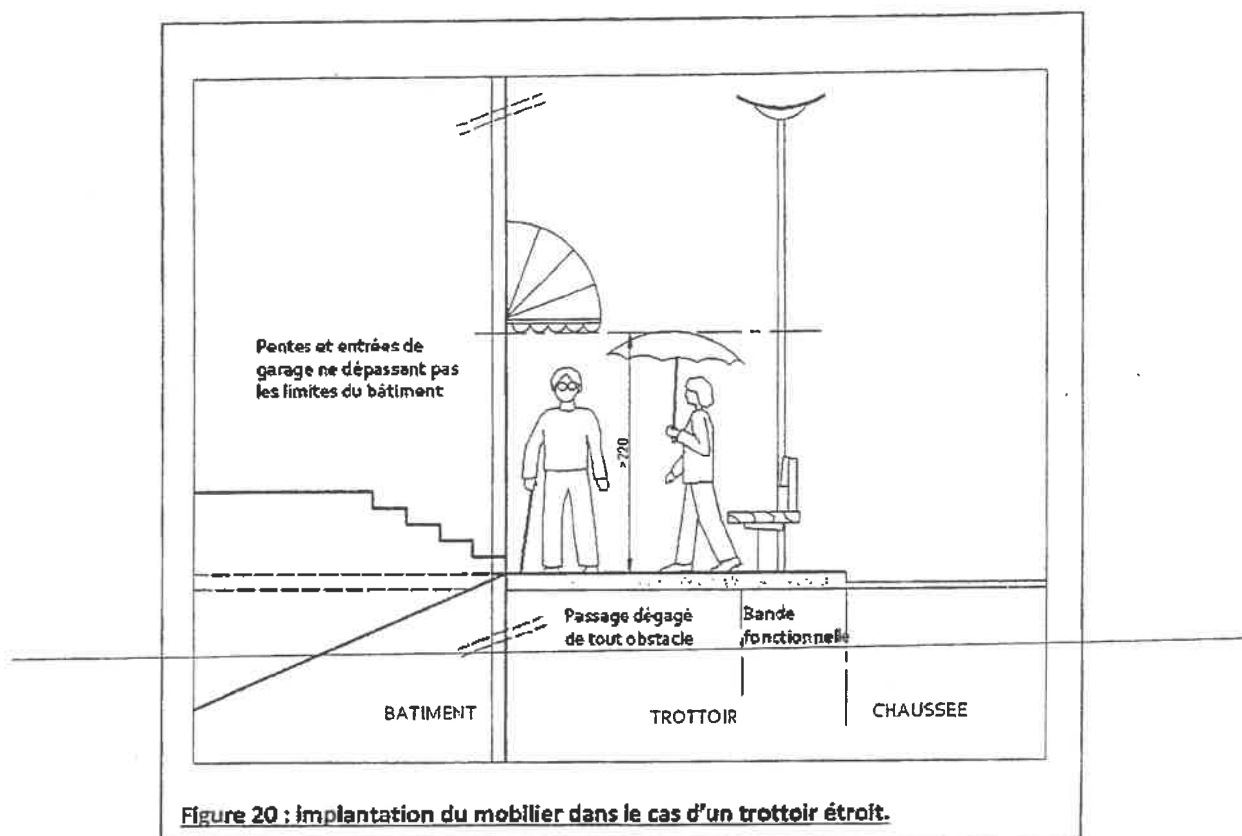 Pentes et entrées de
garage ne dépassant pas
les limites du bâtiment
>220
Passage dégagé
de tout obstacle
Bande
fonctionnelle
BATIMENT
TROTTOIR
CHAUSSEE
Figure 20 : Implantation du mobilier dans le cas d'un trottoir étroit.